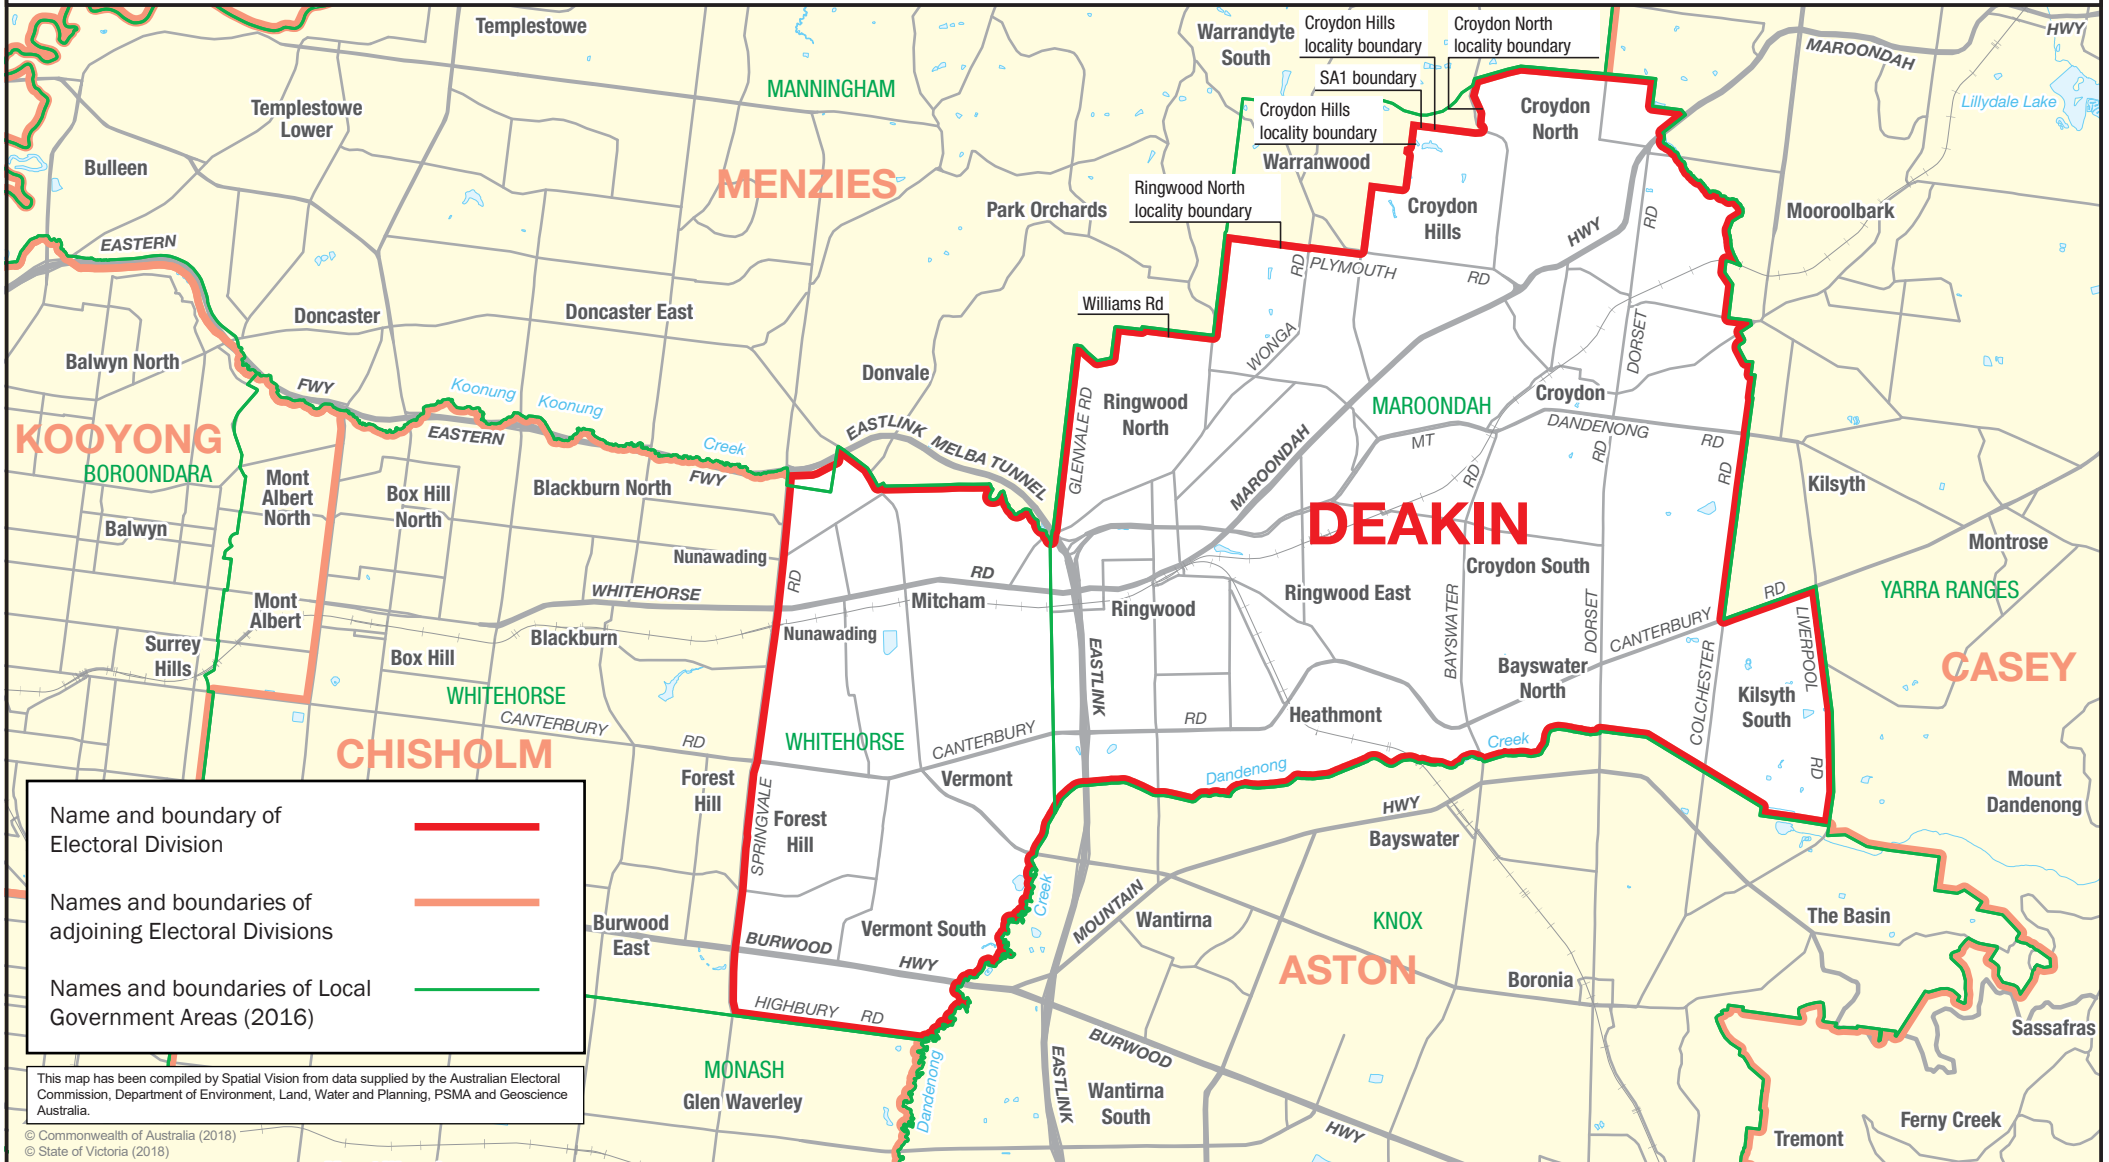 Templestowe
Warrandyte
South
Croydon Hills
locality boundary
Croydon North
locality boundary
MAROONDAH
HWY
SA1 boundary
MANNINGHAM
Croydon Hills
locality boundary
Croydon
North
Lillydale Lake
Templestowe
Lower
Bulleen
MENZIES
Warranwood
Ringwood North
locality boundary
Park Orchards
Croydon
Hills
HWY
RD
Mooroolbark
EASTERN
RD
PLYMOUTH
RD
Williams Rd
Doncaster
Doncaster East
Balwyn North
WONGA
DORSET
FWY
Koonung
Koonung
Donvale
Ringwood
North
GLENVALE RD
MAROONDAH
Croydon
KOOYONG
BOROONDARA
EASTERN
Creek
FWY
EASTLINK
MELBA TUNNEL
MAROONDAH
MT
DANDENONG
RD
RD
RD
RD
Mont
Albert
North
Box Hill
North
Blackburn North
Kilsyth
Balwyn
DEAKIN
Nunawading
Montrose
Croydon South
RD
WHITEHORSE
RD
Mitcham
Ringwood
Ringwood East
BAYSWATER
DORSET
RD
YARRA RANGES
Mont
Albert
Surrey
Hills
Box Hill
Blackburn
Nunawading
EASTLINK
CANTERBURY
LIVERPOOL
CASEY
WHITEHORSE
CANTERBURY
RD
Bayswater
North
COLCHESTER
Kilsyth
South
CHISHOLM
WHITEHORSE
CANTERBURY
RD
Heathmont
Creek
Dandenong
RD
Forest
Hill
SPRINGVALE
Forest
Hill
Vermont
HWY
Bayswater
Mount
Dandenong
Name and boundary of
Electoral Division
Names and boundaries of
adjoining Electoral Divisions
Names and boundaries of Local
Government Areas (2016)
Burwood
East
BURWOOD
HWY
Vermont South
Creek
MOUNTAIN
Wantirna
KNOX
ASTON
Boronia
The Basin
HIGHBURY
RD
Sassafras
MONASH
Glen Waverley
Dandenong
EASTLINK
BURWOOD
Wantirna
South
HWY
Tremont
Ferny Creek
This map has been compiled by Spatial Vision from data supplied by the Australian Electoral
Commission, Department of Environment, Land, Water and Planning, PSMA and Geoscience
Australia.
© Commonwealth of Australia (2018)
© State of Victoria (2018)